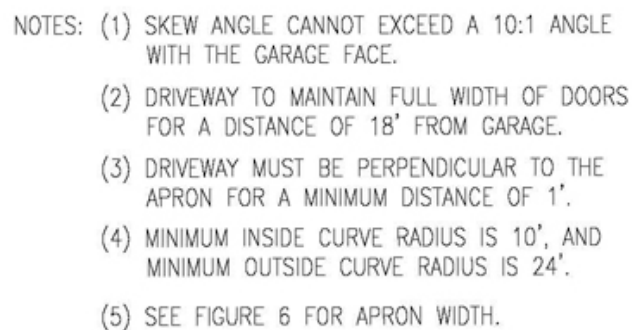 NOTES: (1) SKEW ANGLE CANNOT EXCEED A 10:1 ANGLE
WITH THE GARAGE FACE.
(2) DRIVEWAY TO MAINTAIN FULL WIDTH OF DOORS
FOR A DISTANCE OF 18' FROM GARAGE.
(3) DRIVEWAY MUST BE PERPENDICULAR TO THE
APRON FOR A MINIMUM DISTANCE OF 1'.
(4) MINIMUM INSIDE CURVE RADIUS IS 10', AND
MINIMUM OUTSIDE CURVE RADIUS IS 24'.
(5) SEE FIGURE 6 FOR APRON WIDTH.